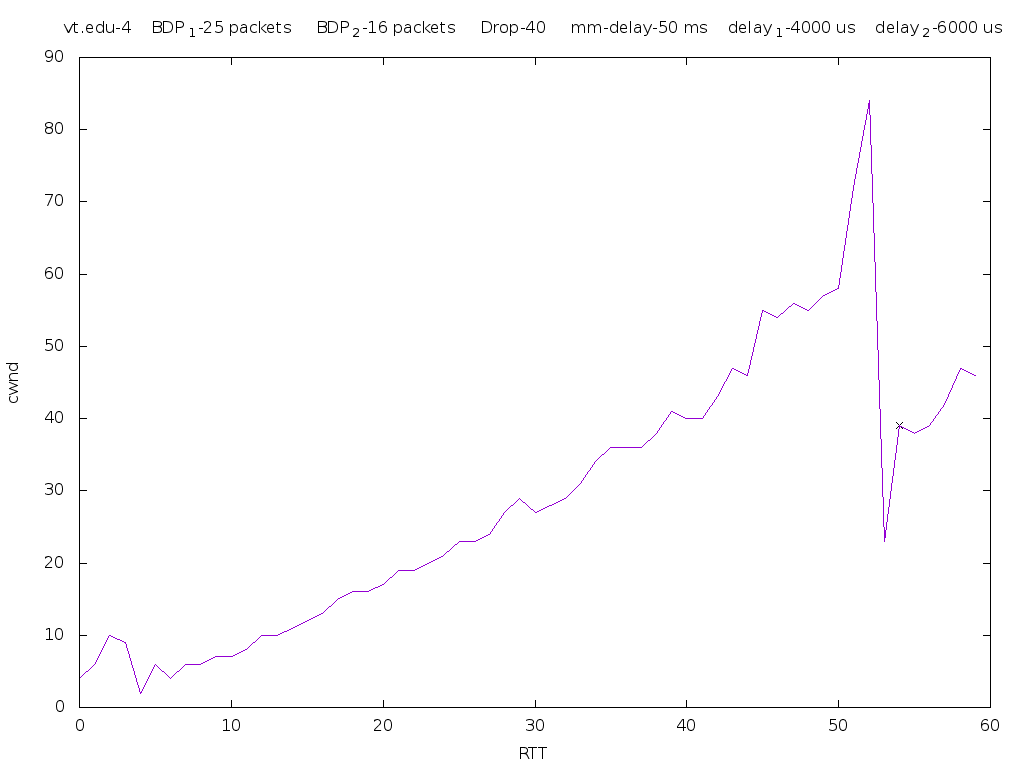 vt.edu-4 BDP₁-25 packets BDP₂-16 packets Drop-40 mm-delay-50 ms delay₁-4000 us delay₂-6000 us
90
80
70
60
50
40
30
20
10
0
cwnd
0 10 20 30 40 50 60
RTT